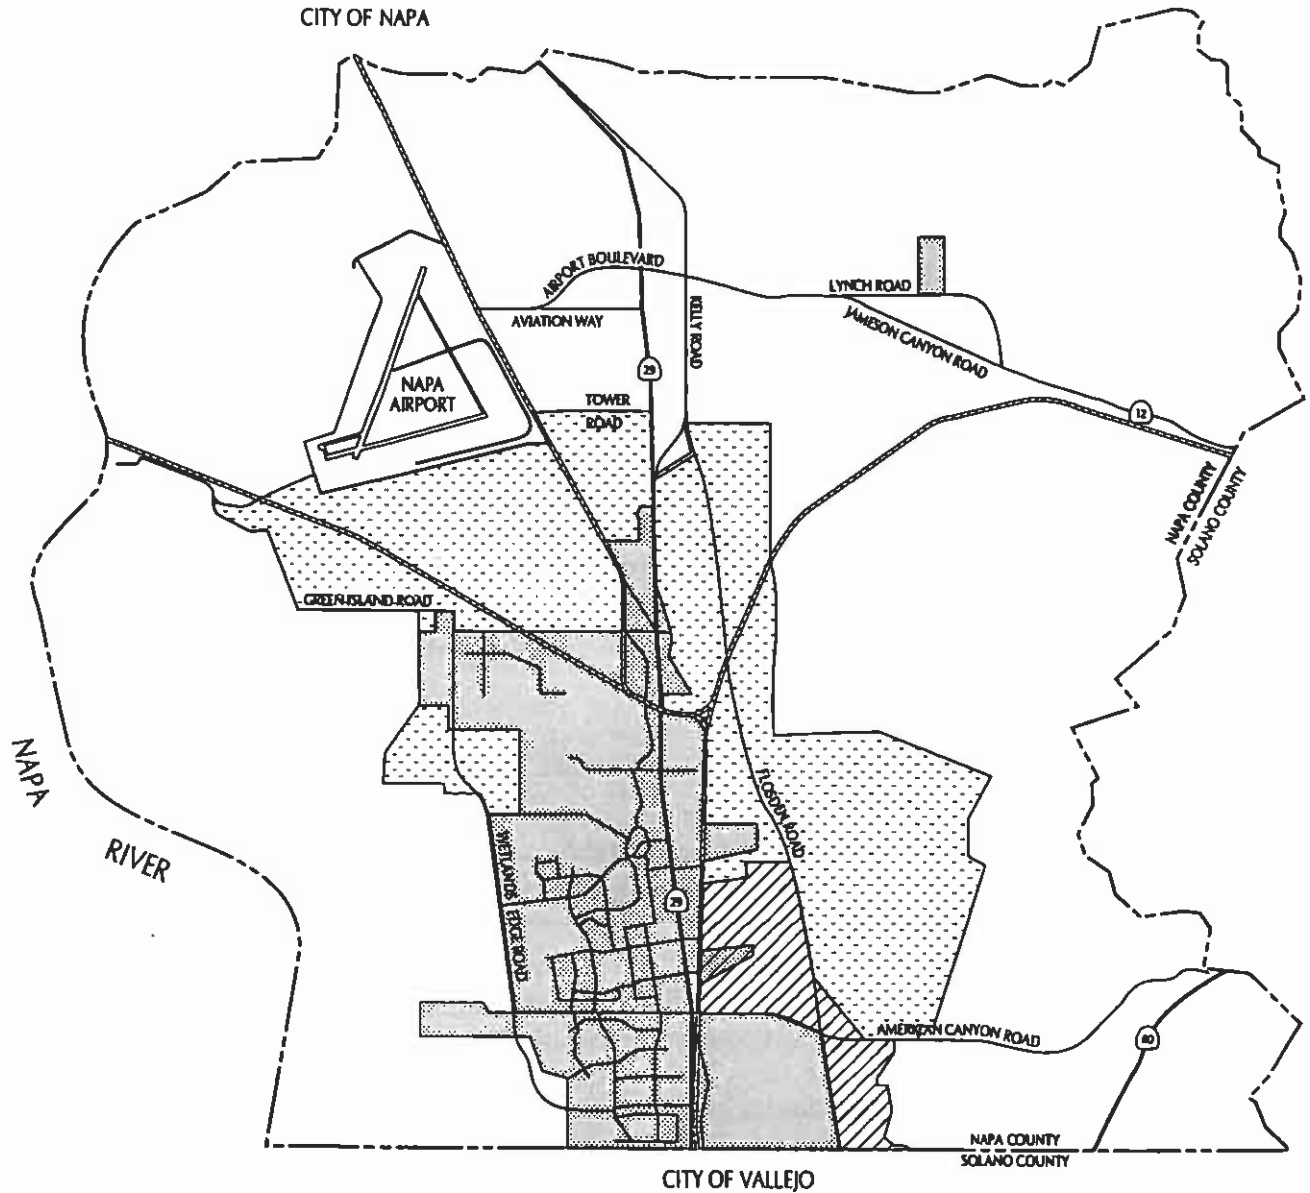 CITY OF NAPA
AIRPORT BOULEVARD
LYNCH ROAD
AVIATION WAY
KELLY ROAD
JAMESON CANYON ROAD
29
NAPA
AIRPORT
TOWER
ROAD
12
NAPA COUNTY
SOLANO COUNTY
GREEN ISLAND ROAD
NAPA
RIVER
FLOSDEN ROAD
WETLANDS EDGE ROAD
29
AMERICAN CANYON ROAD
80
NAPA COUNTY
SOLANO COUNTY
CITY OF VALLEJO